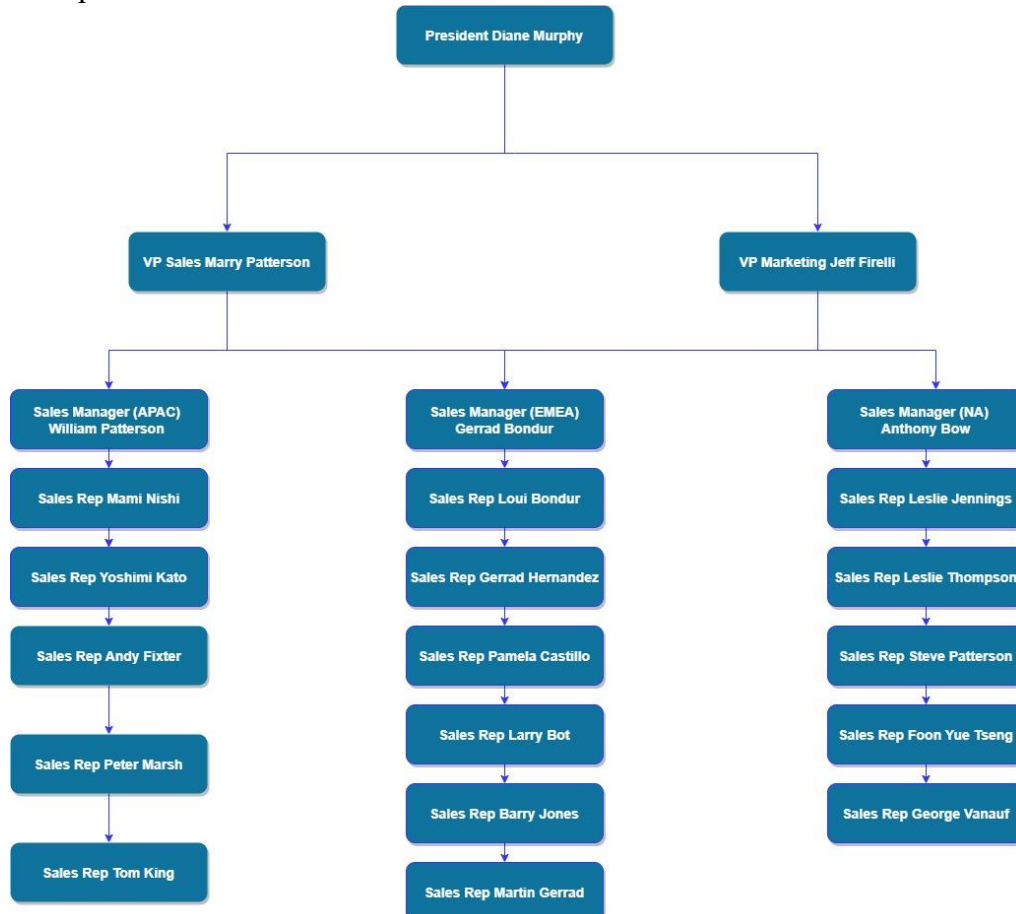 President Diane Murphy
VP Sales Marry Patterson
VP Marketing Jeff Firelli
Sales Manager (APAC)
William Patterson
Sales Manager (EMEA)
Gerrad Bondur
Sales Manager (NA)
Anthony Bow
Sales Rep Mami Nishi
Sales Rep Loui Bondur
Sales Rep Leslie Jennings
Sales Rep Yoshimi Kato
Sales Rep Gerrad Hernandez
Sales Rep Leslie Thompson
Sales Rep Andy Fixter
Sales Rep Pamela Castillo
Sales Rep Steve Patterson
Sales Rep Peter Marsh
Sales Rep Larry Bot
Sales Rep Foon Yue Tseng
Sales Rep Barry Jones
Sales Rep George Vanauf
Sales Rep Tom King
Sales Rep Martin Gerrad